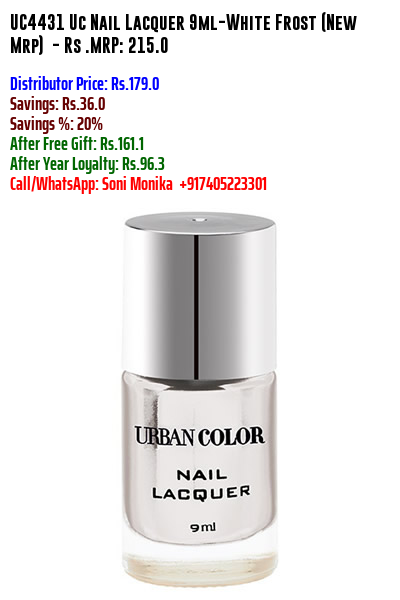 UC4431 Uc Nail Lacquer 9ml-White Frost (New
Mrp) - Rs .MRP: 215.0
Distributor Price: Rs.179.0
Savings: Rs.36.0
Savings %: 20%
After Free Gift: Rs.161.1
After Year Loyalty: Rs.96.3
Call/WhatsApp: Soni Monika +917405223301
URBAN COLOR
NAIL
LACQUER
9ml